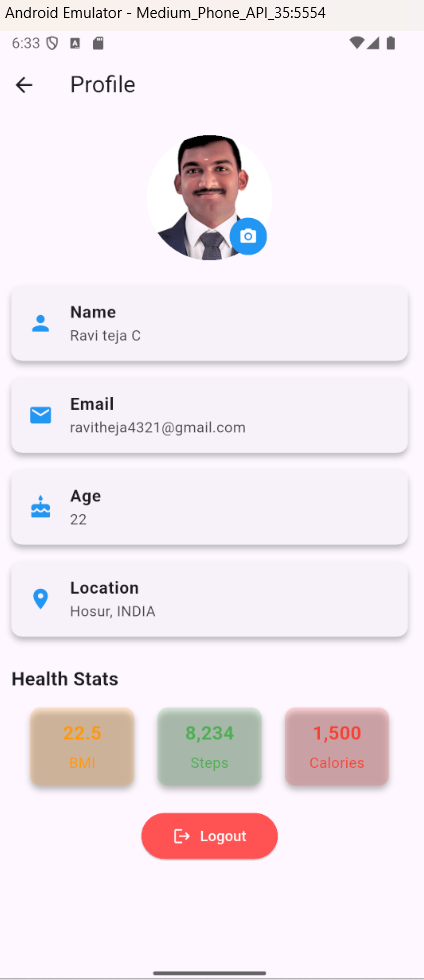 Android Emulator - Medium_Phone_API_35:5554
6:33
A
Profile
Name
Ravi teja C
Email
ravitheja4321@gmail.com
Age
22
Location
Hosur, INDIA
Health Stats
22.5 8,234 1,500
BMI Steps Calories
Logout